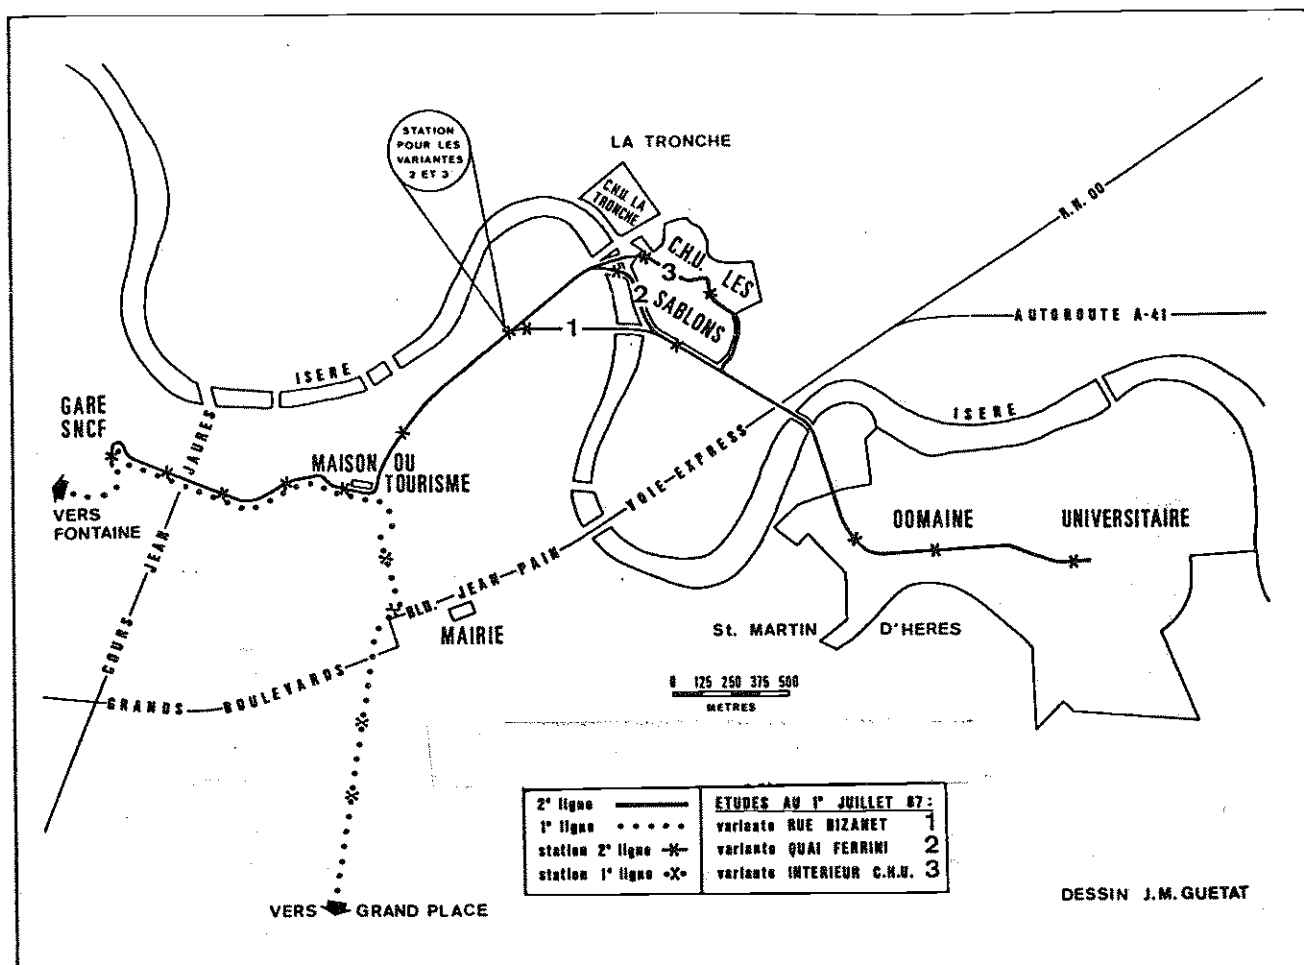 STATION
POUR LES
VARIANTES
2 ET 3
LA TRONCHE
C.H.U. LA
TRONCHE
C.H.U. LES
SABLONS
3
2
1
R.N. 90
AUTOROUTE A-41
ISERE
ISERE
GARE
SNCF
VERS
FONTAINE
MAISON DU
TOURISME
COURS JEAN JAURES
VOIE EXPRESS
BLD. JEAN PAIN
MAIRIE
GRANDS BOULEVARDS
DOMAINE UNIVERSITAIRE
St. MARTIN D'HERES
0 125 250 375 500
METRES
2° ligne
1° ligne
station 2° ligne
station 1° ligne
ETUDES AU 1° JUILLET 87:
variante RUE BIZANET 1
variante QUAI FERRINI 2
variante INTERIEUR C.H.U. 3
VERS GRAND PLACE
DESSIN J.M. GUETAT